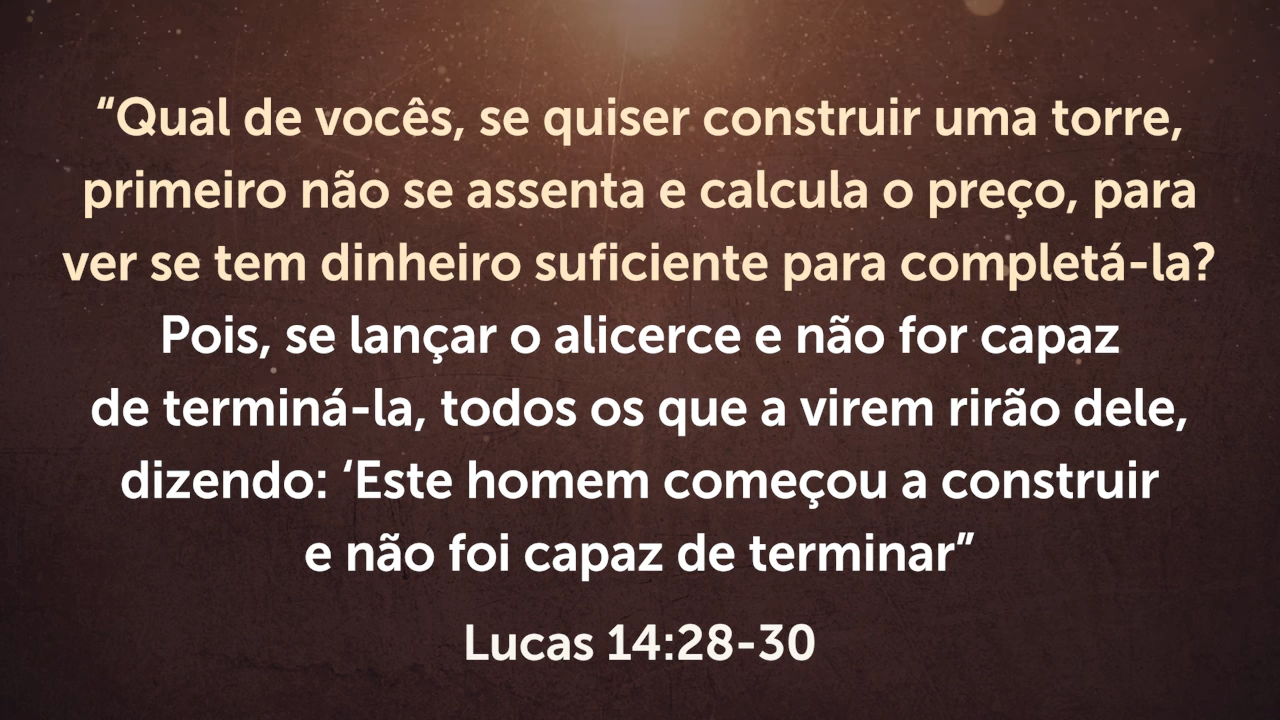 “Qual de vocês, se quiser construir uma torre,
primeiro não se assenta e calcula o preço, para
ver se tem dinheiro suficiente para completá-la?
Pois, se lançar o alicerce e não for capaz
de terminá-la, todos os que a virem rirão dele,
dizendo: ‘Este homem começou a construir
e não foi capaz de terminar”
Lucas 14:28-30